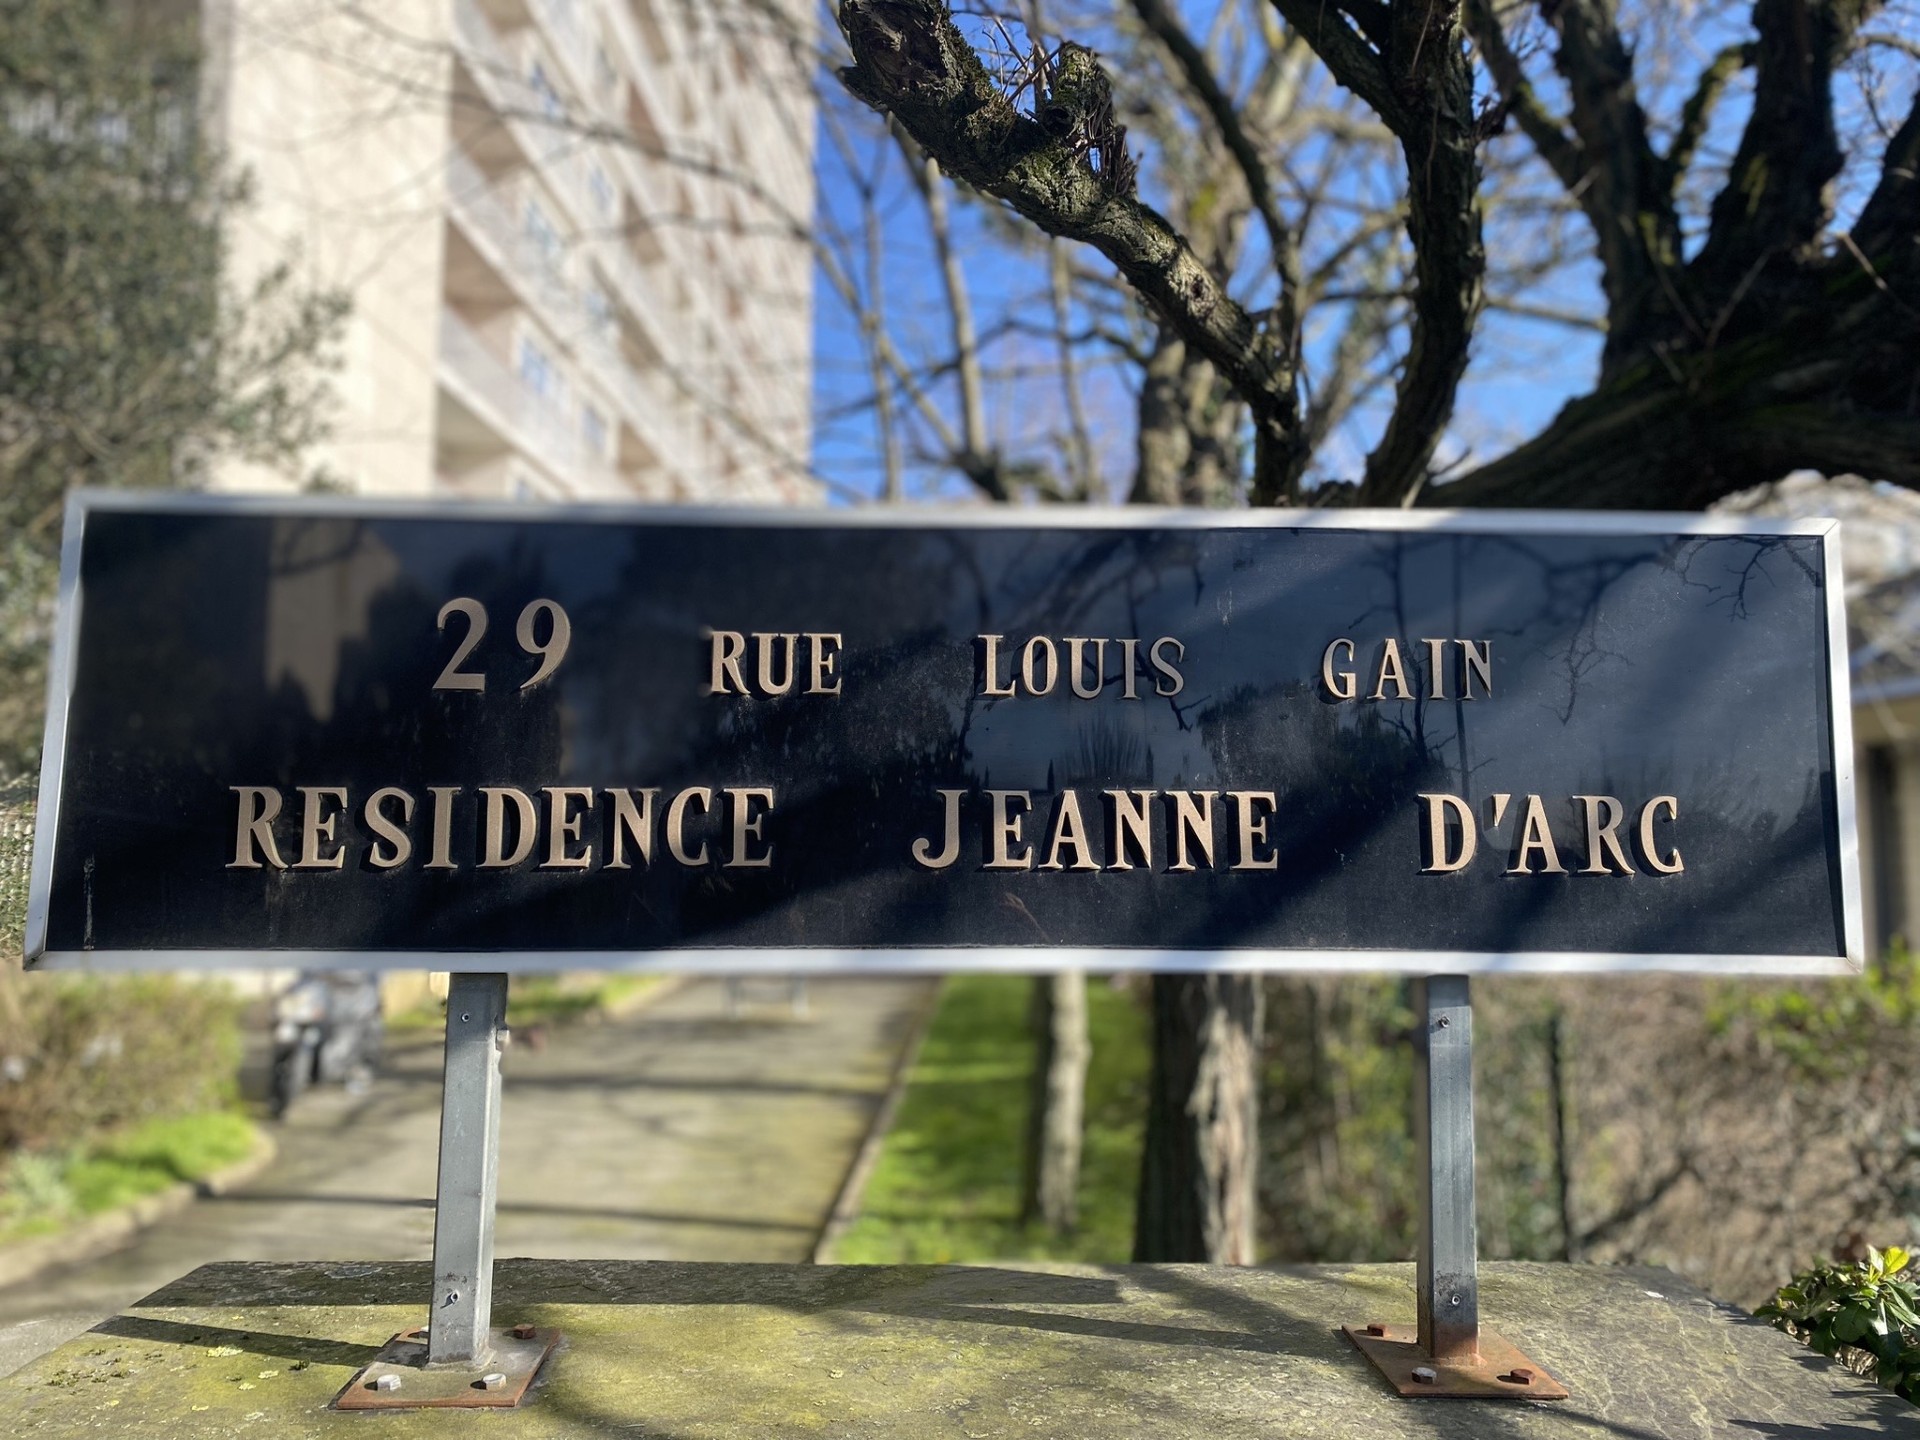 29 RUE LOUIS GAIN
RESIDENCE JEANNE D'ARC